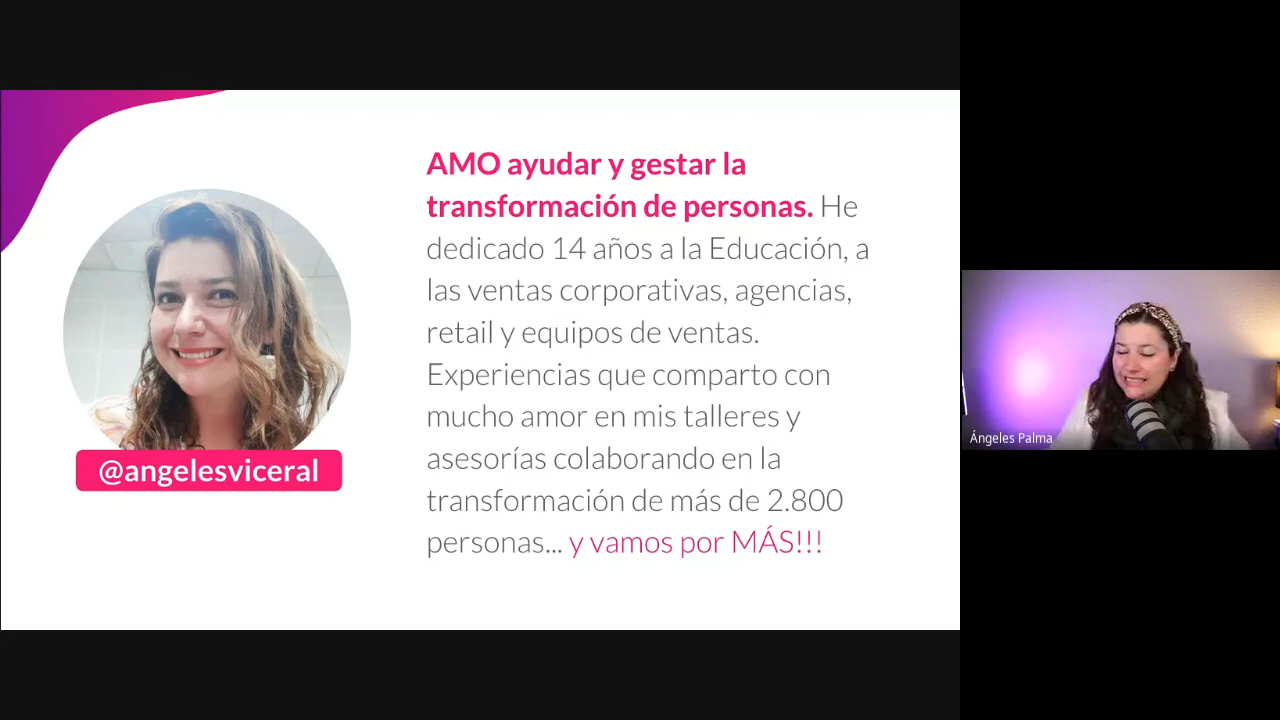 AMO ayudar y gestar la
transformación de personas. He
dedicado 14 años a la Educación, a
las ventas corporativas, agencias,
retail y equipos de ventas.
Experiencias que comparto con
mucho amor en mis talleres y
asesorías colaborando en la
transformación de más de 2.800
personas... y vamos por MÁS!!!
@angelesviceral
Ángeles Palma